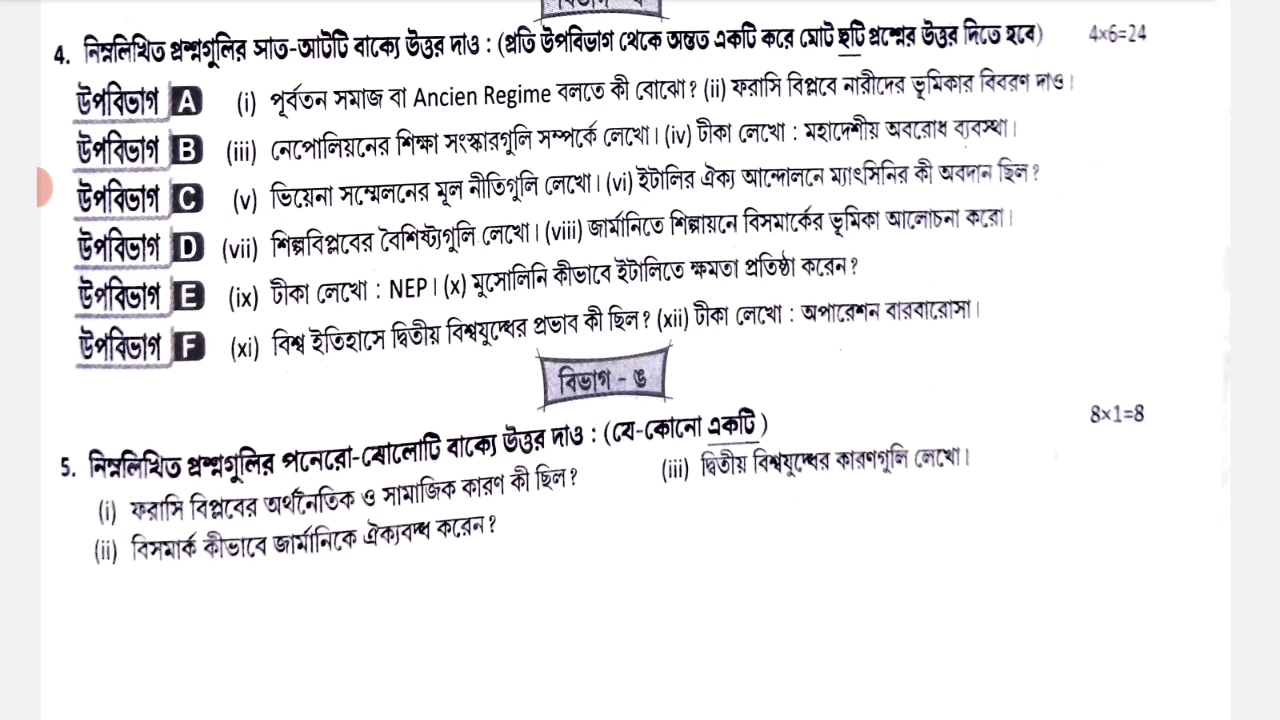 4. নিম্নলিখিত প্রশ্নগুলির সাত-আটটি বাক্যে উত্তর দাও : (প্রতি উপবিভাগ থেকে অন্তত একটি করে মোট ছটি প্রশ্নের উত্তর দিতে হবে) 4×6=24
উপবিভাগ A (i) পূর্বতন সমাজ বা Ancien Regime বলতে কী বোঝো? (ii) ফরাসি বিপ্লবে নারীদের ভূমিকার বিবরণ দাও।
উপবিভাগ B (iii) নেপোলিয়নের শিক্ষা সংস্কারগুলি সম্পর্কে লেখো। (iv) টীকা লেখো : মহাদেশীয় অবরোধ ব্যবস্থা।
উপবিভাগ C (v) ভিয়েনা সম্মেলনের মূল নীতিগুলি লেখো। (vi) ইটালির ঐক্য আন্দোলনে ম্যাৎসিনির কী অবদান ছিল?
উপবিভাগ D (vii) শিল্পবিপ্লবের বৈশিষ্ট্যগুলি লেখো। (viii) জার্মানিতে শিল্পায়নে বিসমার্কের ভূমিকা আলোচনা করো।
উপবিভাগ E (ix) টীকা লেখো : NEP। (x) মুসোলিনি কীভাবে ইটালিতে ক্ষমতা প্রতিষ্ঠা করেন?
উপবিভাগ F (xi) বিশ্ব ইতিহাসে দ্বিতীয় বিশ্বযুদ্ধের প্রভাব কী ছিল? (xii) টীকা লেখো : অপারেশন বারবারোসা।
বিভাগ - ঙ
5. নিম্নলিখিত প্রশ্নগুলির পনেরো-ষোলোটি বাক্যে উত্তর দাও : (যে-কোনো একটি) 8×1=8
(i) ফরাসি বিপ্লবের অর্থনৈতিক ও সামাজিক কারণ কী ছিল? (iii) দ্বিতীয় বিশ্বযুদ্ধের কারণগুলি লেখো।
(ii) বিসমার্ক কীভাবে জার্মানিকে ঐক্যবদ্ধ করেন?